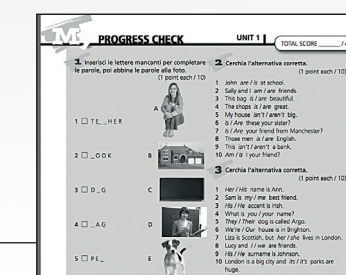 My PROGRESS CHECK
UNIT 1
TOTAL SCORE
1 Inserisci le lettere mancanti per completare
le parole, poi abbina le parole alla foto.
(1 point each / 10)
A
1 □ TE_ _HER
2 □ _OOK
B
3 □ D_G
C
4 □ _AG
D
5 □ PE_
E
2 Cerchia l'alternativa corretta.
(1 point each / 10)
1 John are / is at school.
2 Sally and I am / are friends.
3 This bag is / are beautiful.
4 The shops is / are great.
5 My house isn't / aren't big.
6 Is / Are these your sister?
7 Is / Are your friend from Manchester?
8 Those men is / are English.
9 This isn't / aren't a bank.
10 Am / Is I your friend?
3 Cerchia l'alternativa corretta.
(1 point each / 10)
1 Her / His name is Ann.
2 Sam is my / me best friend.
3 His / He accent is Irish.
4 What is you / your name?
5 They / Their dog is called Argo.
6 We're / Our house is in Brighton.
7 Liza is Scottish, but her / she lives in London.
8 Lucy and I / we are friends.
9 His / He surname is Johnson.
10 London is a big city and its / it's parks are
huge.